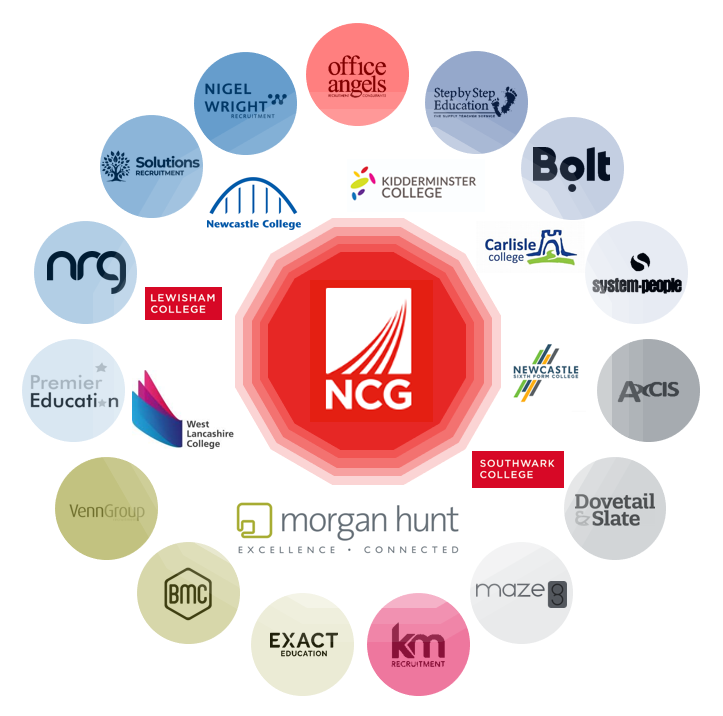 office
angels
RECRUITMENT CONSULTANTS
NIGEL
WRIGHT
RECRUITMENT
Step by Step
Education
FOR SUPPLY TEACHING SERVICES
Solutions
RECRUITMENT
Bolt
KIDDERMINSTER
COLLEGE
Newcastle College
Carlisle
college
nrg
system-people
LEWISHAM
COLLEGE
NCG
Premier
Education
NEWCASTLE
SIXTH FORM COLLEGE
AxCIS
West
Lancashire
College
SOUTHWARK
COLLEGE
VennGroup
morgan hunt
EXCELLENCE • CONNECTED
Dovetail
& Slate
BMC
maze
8
EXACT
EDUCATION
km
RECRUITMENT